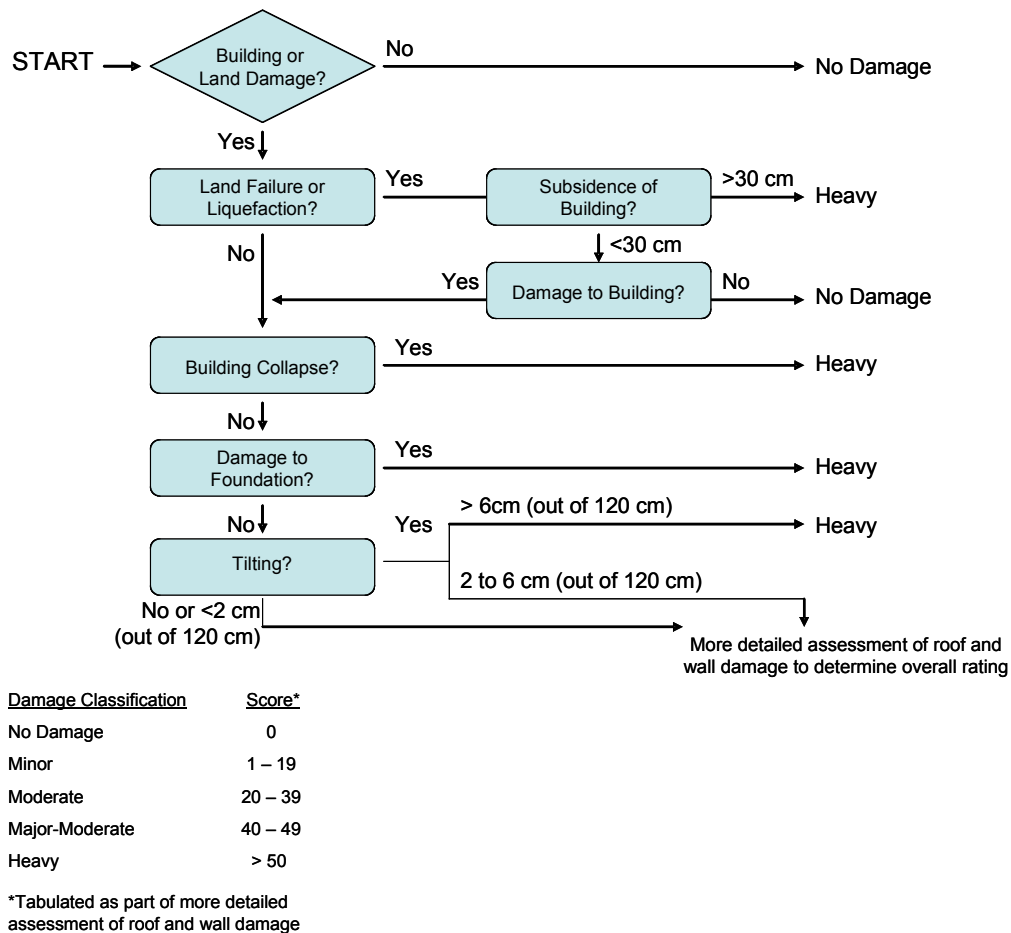 START
Building or
Land Damage?
No
No Damage
Yes
Land Failure or
Liquefaction?
Yes
Subsidence of
Building?
>30 cm
Heavy
No
<30 cm
Yes
Damage to Building?
No
No Damage
Building Collapse?
Yes
Heavy
No
Damage to
Foundation?
Yes
Heavy
No
Yes
> 6cm (out of 120 cm)
Heavy
Tilting?
2 to 6 cm (out of 120 cm)
No or <2 cm
(out of 120 cm)
More detailed assessment of roof and
wall damage to determine overall rating
Damage Classification Score*
No Damage 0
Minor 1 – 19
Moderate 20 – 39
Major-Moderate 40 – 49
Heavy > 50
*Tabulated as part of more detailed
assessment of roof and wall damage